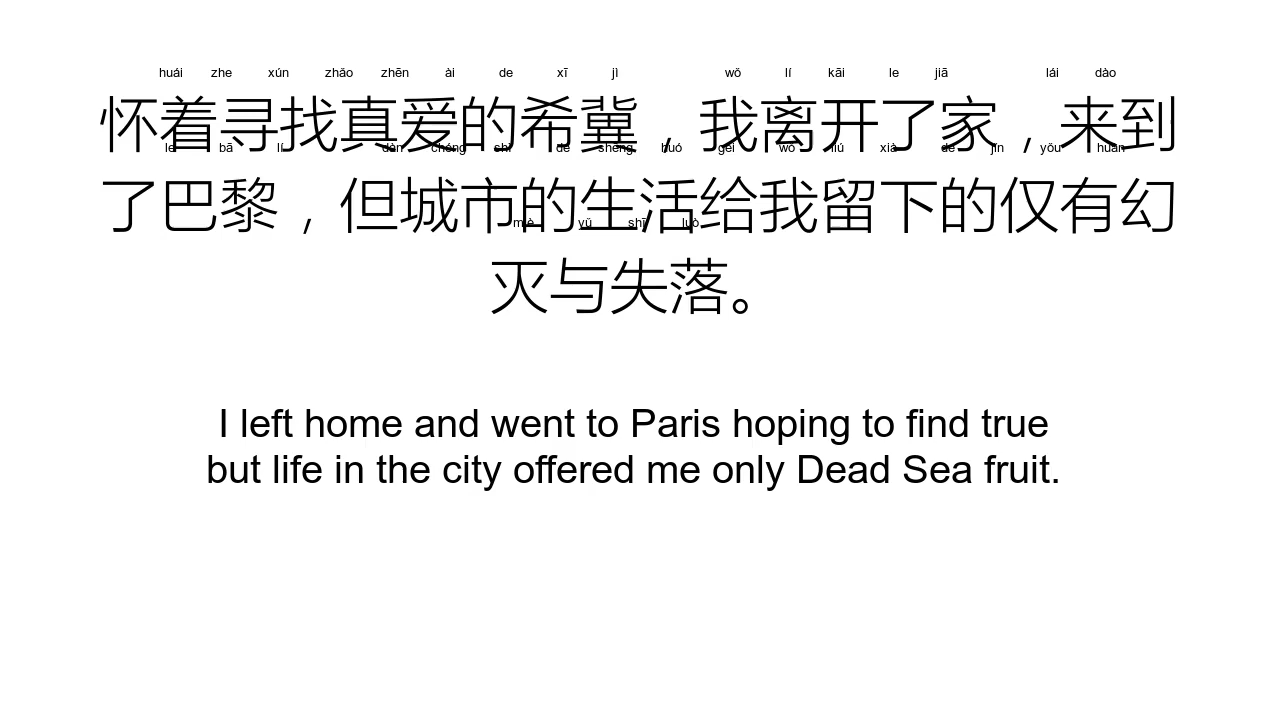 huái zhe xún zhǎo zhēn ài de xī jì wǒ lí kāi le jiā lái dào
怀着寻找真爱的希冀，我离开了家，来到
le bā lí dàn chéng shì de shēng huó gěi wǒ liú xià de jǐn yǒu huàn
了巴黎，但城市的生活给我留下的仅有幻
miè yǔ shī luò
灭与失落。
I left home and went to Paris hoping to find true
but life in the city offered me only Dead Sea fruit.